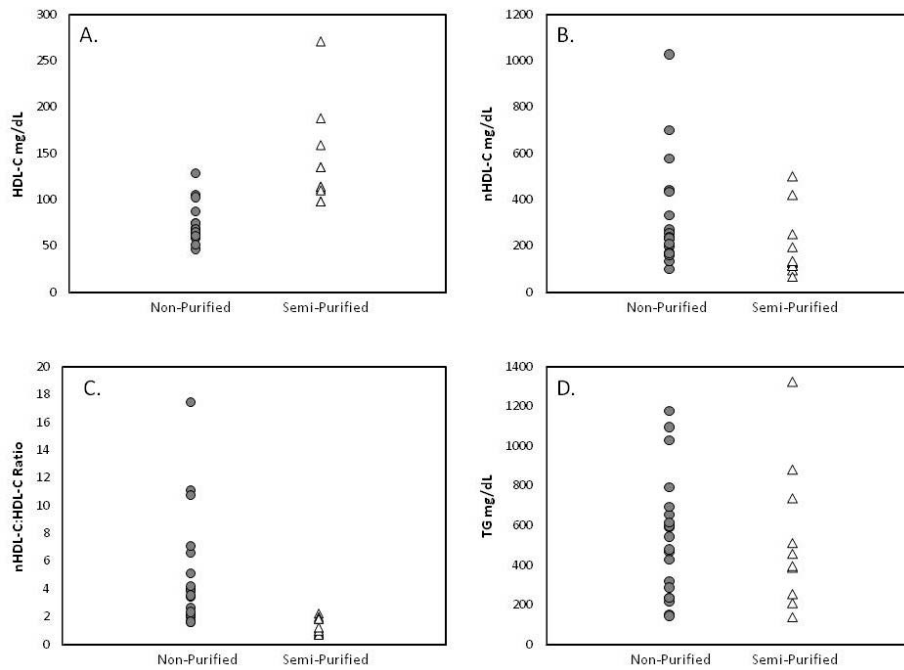 A.
HDL-C mg/dL
300
250
200
150
100
50
0
Non-Purified Semi-Purified
B.
nHDL-C mg/dL
1200
1000
800
600
400
200
0
Non-Purified Semi-Purified
C.
nHDL-C:HDL-C Ratio
20
18
16
14
12
10
8
6
4
2
0
Non-Purified Semi-Purified
D.
TG mg/dL
1400
1200
1000
800
600
400
200
0
Non-Purified Semi-Purified